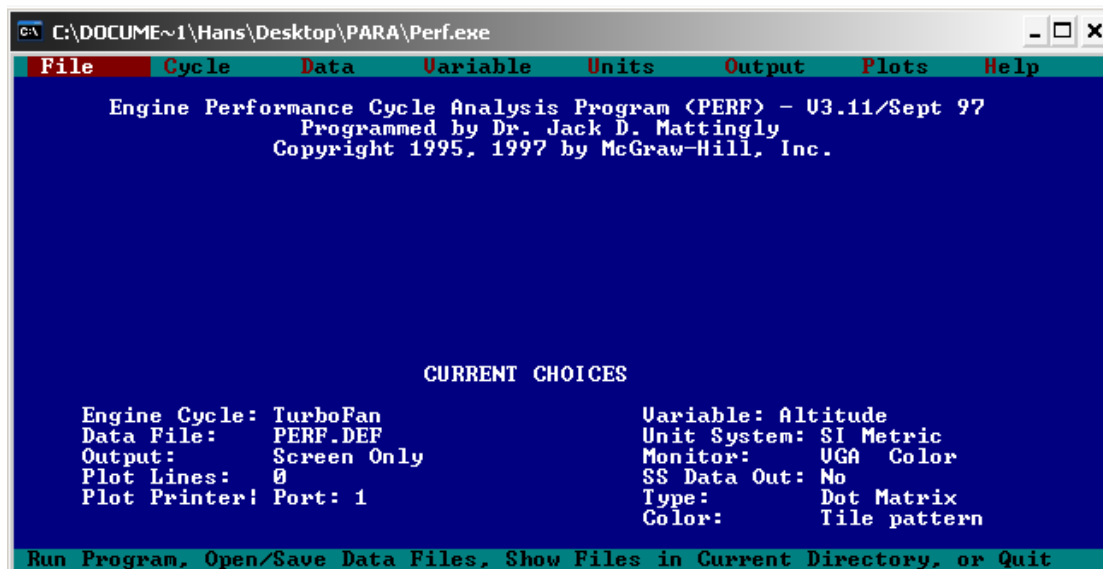 C:\DOCUME~1\Hans\Desktop\PARA\Perf.exe
File Cycle Data Variable Units Output Plots Help
Engine Performance Cycle Analysis Program (PERF) - V3.11/Sept 97
Programmed by Dr. Jack D. Mattingly
Copyright 1995, 1997 by McGraw-Hill, Inc.
CURRENT CHOICES
Engine Cycle: TurboFan Variable: Altitude
Data File: PERF.DEF Unit System: SI Metric
Output: Screen Only Monitor: VGA Color
Plot Lines: 0 SS Data Out: No
Plot Printer¦ Port: 1 Type: Dot Matrix
Color: Tile pattern
Run Program, Open/Save Data Files, Show Files in Current Directory, or Quit